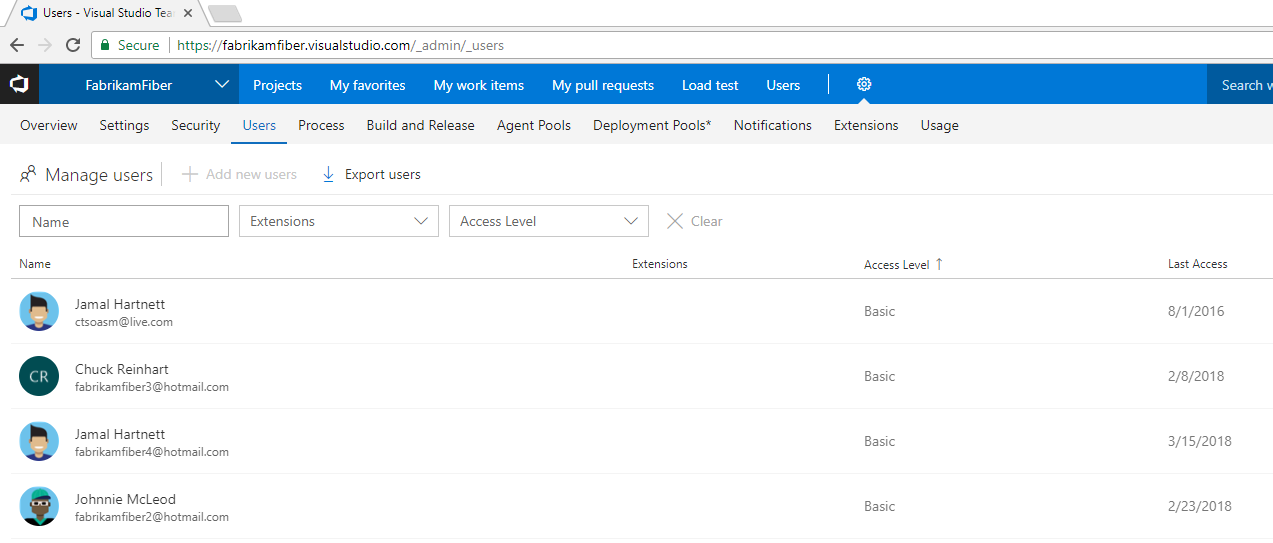 Users - Visual Studio Tea
Secure https://fabrikamfiber.visualstudio.com/_admin/_users
FabrikamFiber Projects My favorites My work items My pull requests Load test Users Search w
Overview Settings Security Users Process Build and Release Agent Pools Deployment Pools* Notifications Extensions Usage
Manage users Add new users Export users
Name Extensions Access Level Clear
Name Extensions Access Level Last Access
Jamal Hartnett
ctsoasm@live.com
Basic 8/1/2016
CR
Chuck Reinhart
fabrikamfiber3@hotmail.com
Basic 2/8/2018
Jamal Hartnett
fabrikamfiber4@hotmail.com
Basic 3/15/2018
Johnnie McLeod
fabrikamfiber2@hotmail.com
Basic 2/23/2018